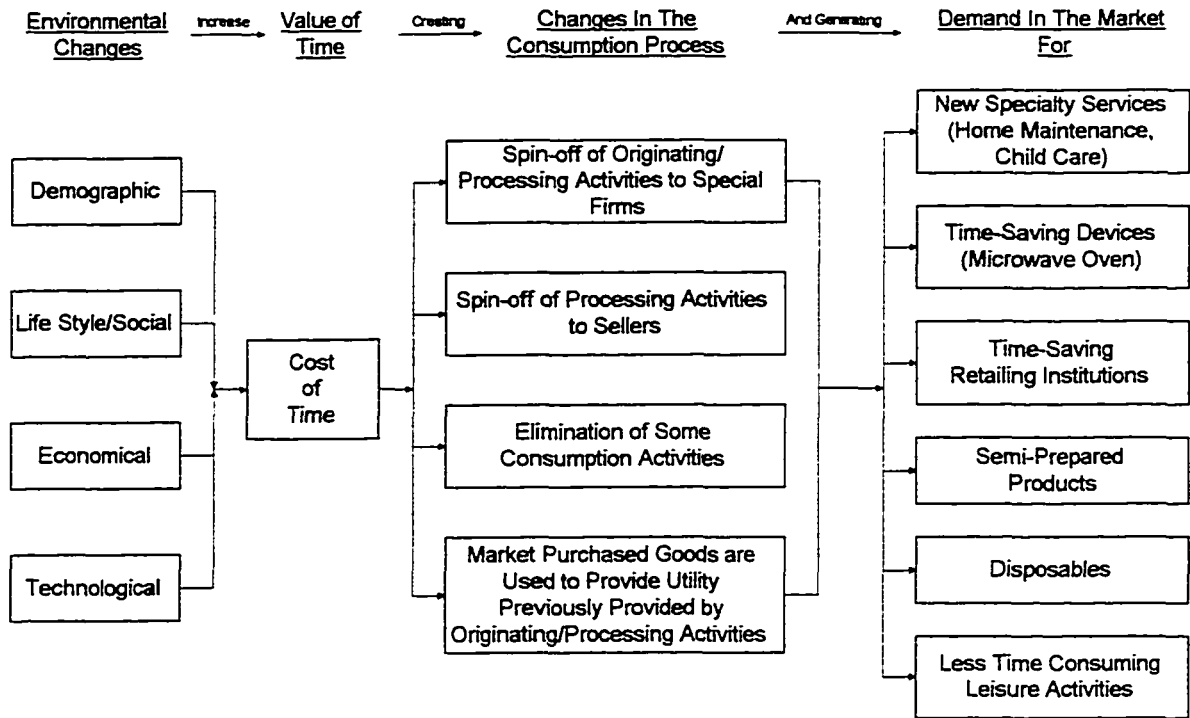 Environmental
Changes
Increase
Value of
Time
Creating
Changes In The
Consumption Process
And Generating
Demand In The Market
For
Demographic
Life Style/Social
Economical
Technological
Cost
of
Time
Spin-off of Originating/
Processing Activities to Special
Firms
Spin-off of Processing Activities
to Sellers
Elimination of Some
Consumption Activities
Market Purchased Goods are
Used to Provide Utility
Previously Provided by
Originating/Processing Activities
New Specialty Services
(Home Maintenance,
Child Care)
Time-Saving Devices
(Microwave Oven)
Time-Saving
Retailing Institutions
Semi-Prepared
Products
Disposables
Less Time Consuming
Leisure Activities